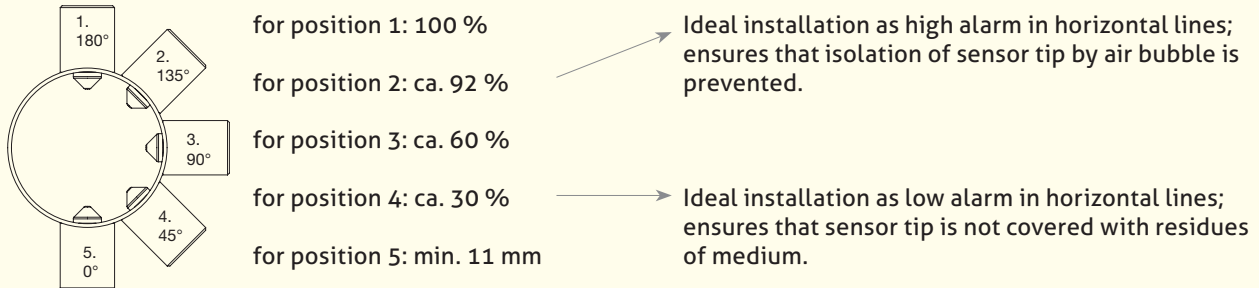 1.
180°
2.
135°
3.
90°
4.
45°
5.
0°
for position 1: 100 %
for position 2: ca. 92 %
for position 3: ca. 60 %
for position 4: ca. 30 %
for position 5: min. 11 mm
Ideal installation as high alarm in horizontal lines;
ensures that isolation of sensor tip by air bubble is
prevented.
Ideal installation as low alarm in horizontal lines;
ensures that sensor tip is not covered with residues
of medium.